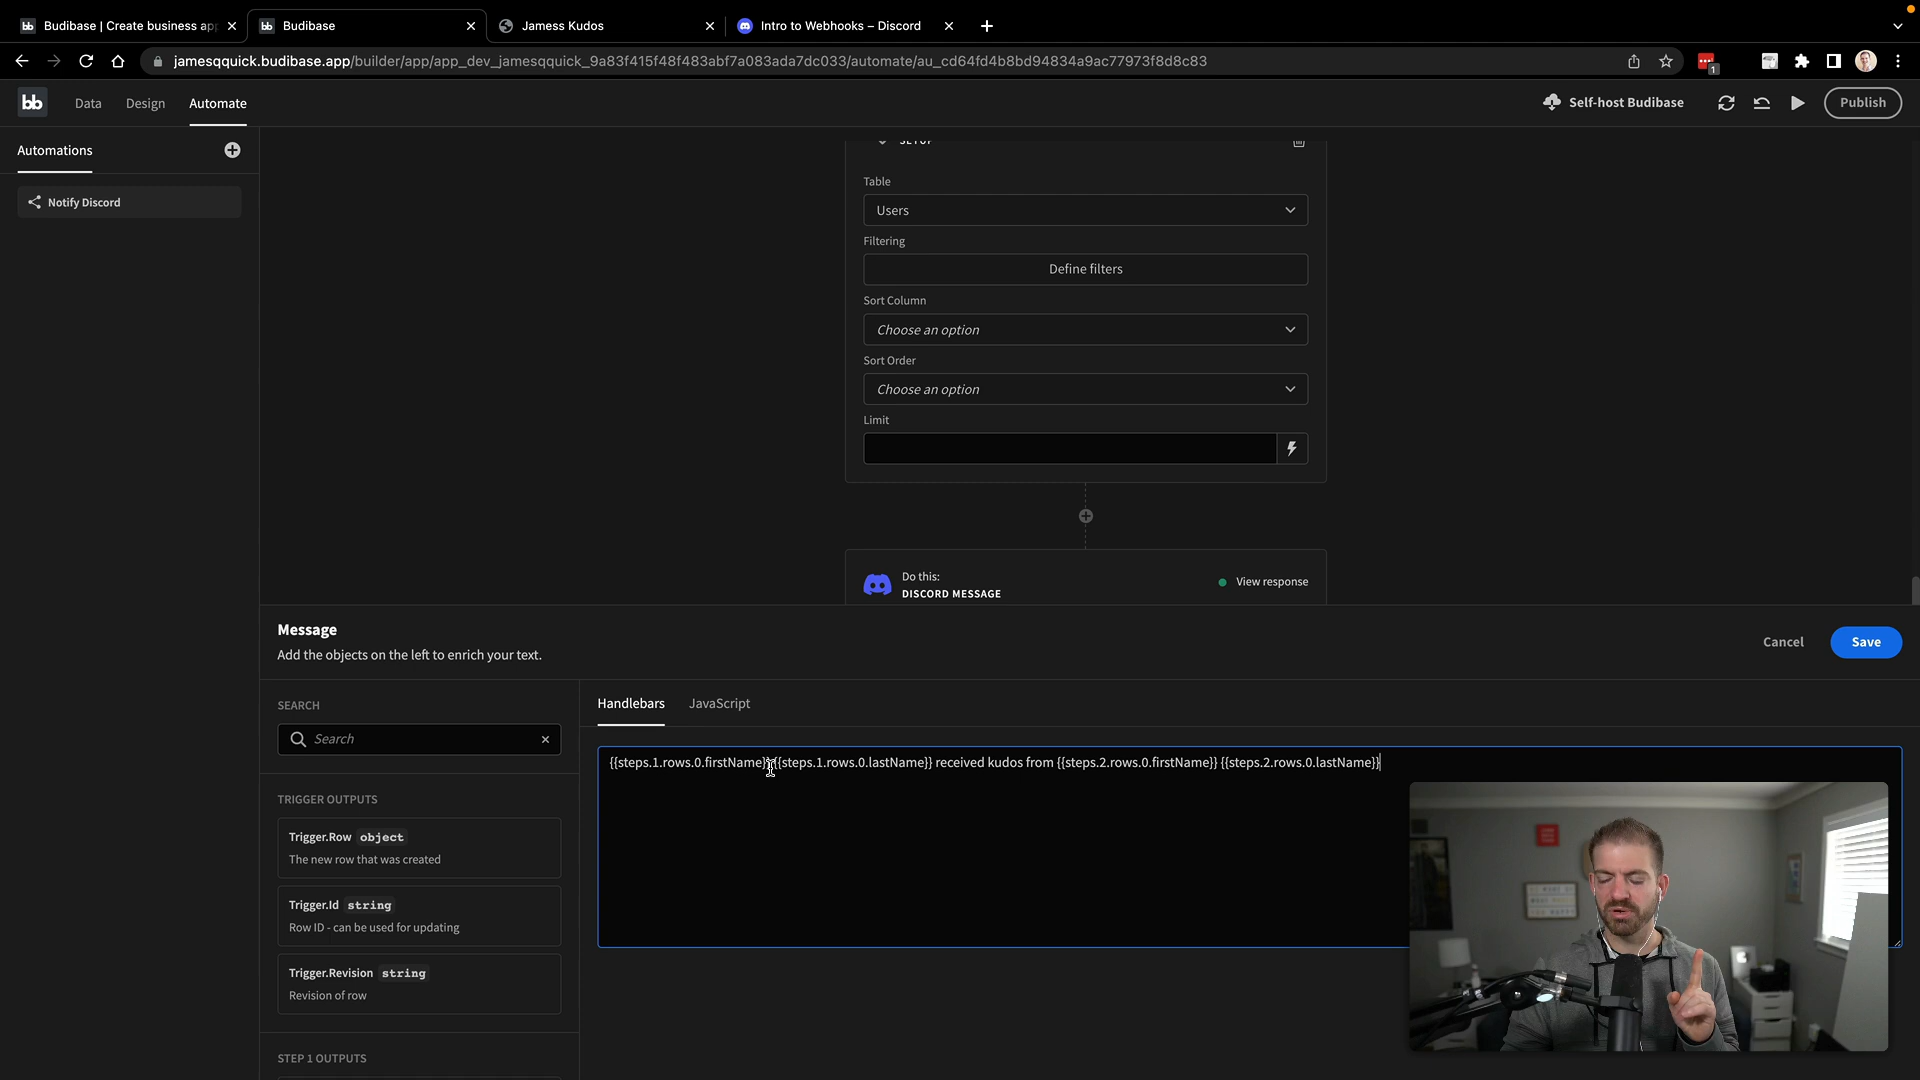 Budibase | Create business app
Budibase
Jamess Kudos
Intro to Webhooks – Discord
jamesqquick.budibase.app/builder/app/app_dev_jamesqquick_9a83f415f48f483abf7a083ada7dc033/automate/au_cd64fd4b8bd94834a9ac77973f8d8c83
1
bb
Data
Design
Automate
Self-host Budibase
Publish
Automations
Notify Discord
SETUP
Table
Users
Filtering
Define filters
Sort Column
Choose an option
Sort Order
Choose an option
Limit
Do this:
DISCORD MESSAGE
View response
Message
Add the objects on the left to enrich your text.
Cancel
Save
SEARCH
Search
Handlebars
JavaScript
{{steps.1.rows.0.firstName}} {{steps.1.rows.0.lastName}} received kudos from {{steps.2.rows.0.firstName}} {{steps.2.rows.0.lastName}}
TRIGGER OUTPUTS
Trigger.Row object
The new row that was created
Trigger.Id string
Row ID - can be used for updating
Trigger.Revision string
Revision of row
STEP 1 OUTPUTS